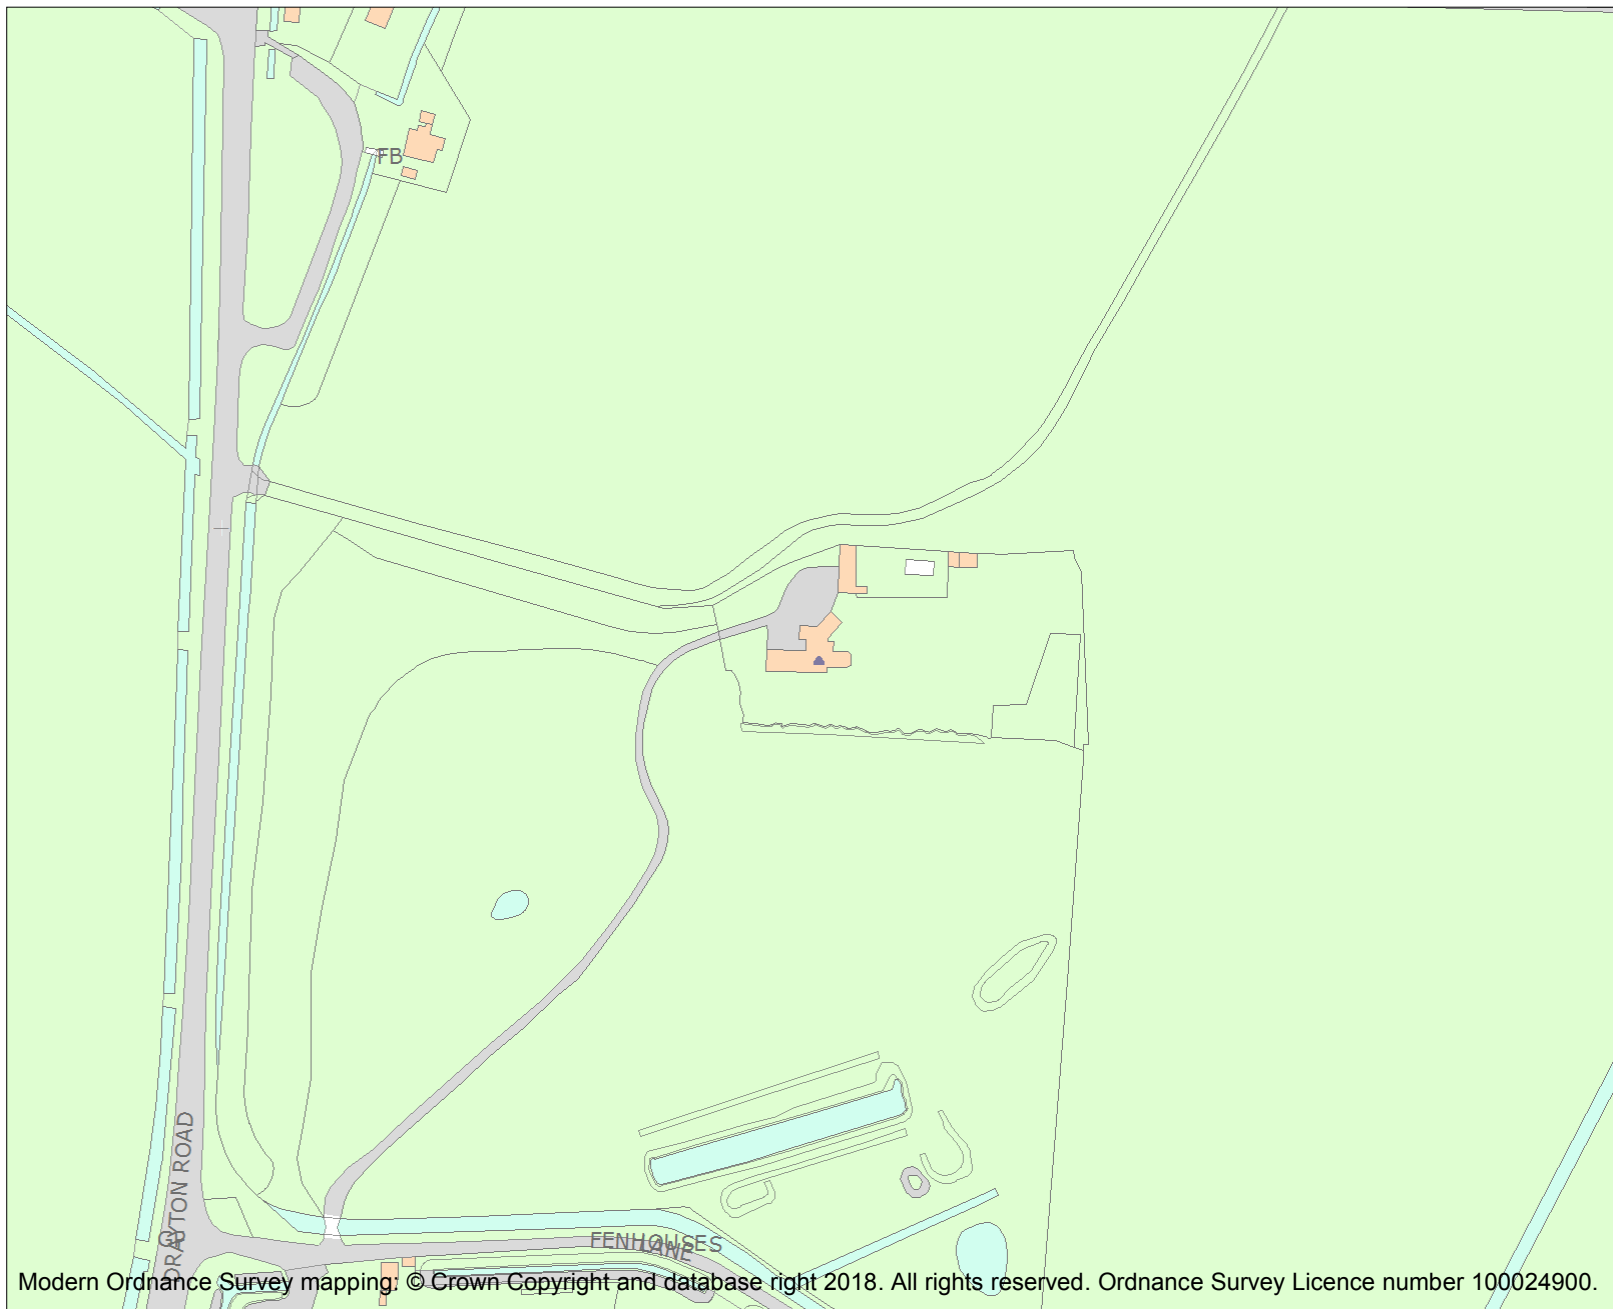 FB
DRAYTON ROAD
GP
FENHOUSES
LANE
Modern Ordnance Survey mapping: © Crown Copyright and database right 2018. All rights reserved. Ordnance Survey Licence number 100024900.